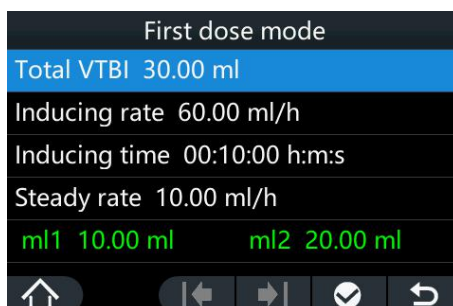 First dose mode
Total VTBI 30.00 ml
Inducing rate 60.00 ml/h
Inducing time 00:10:00 h:m:s
Steady rate 10.00 ml/h
ml1 10.00 ml ml2 20.00 ml